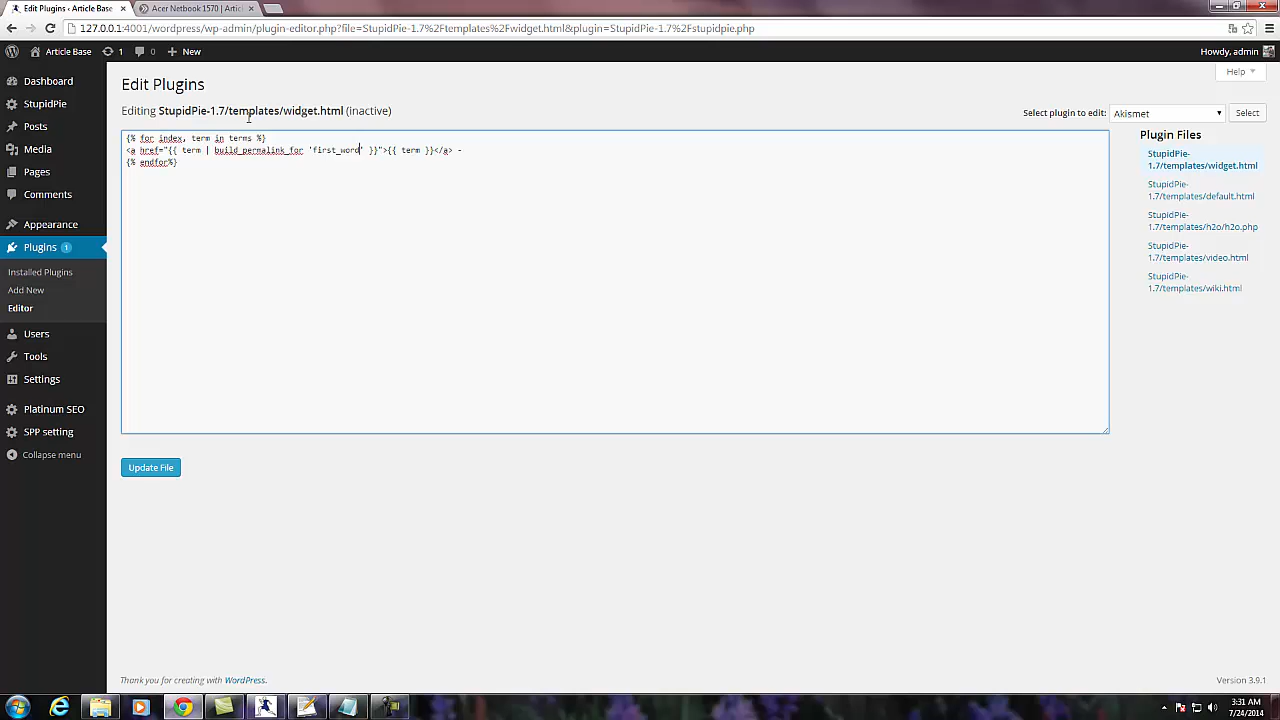 Edit Plugins ‹ Article Base
Acer Netbook 1570 | Articl
127.0.0.1:4001/wordpress/wp-admin/plugin-editor.php?file=StupidPie-1.7%2Ftemplates%2Fwidget.html&plugin=StupidPie-1.7%2Fstupidpie.php
Article Base
1
0
New
Howdy, admin
Help
Dashboard
StupidPie
Posts
Media
Pages
Comments
Appearance
Plugins 1
Installed Plugins
Add New
Editor
Users
Tools
Settings
Platinum SEO
SPP setting
Collapse menu
Edit Plugins
Editing StupidPie-1.7/templates/widget.html (inactive)
Select plugin to edit:
Akismet
Select
{% for index, term in terms %}
<a href="{{ term | build_permalink_for 'first_word' }}">{{ term }}</a> -
{% endfor%}
Update File
Plugin Files
StupidPie-
1.7/templates/widget.html
StupidPie-
1.7/templates/default.html
StupidPie-
1.7/templates/h2o/h2o.php
StupidPie-
1.7/templates/video.html
StupidPie-
1.7/templates/wiki.html
Thank you for creating with WordPress.
Version 3.9.1
3:31 AM
7/24/2014